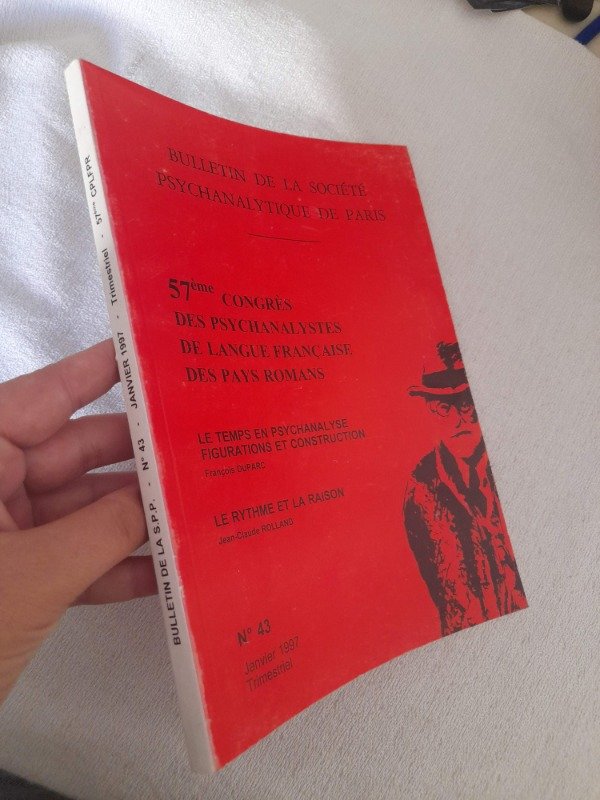 BULLETIN DE LA SOCIÉTÉ
PSYCHANALYTIQUE DE PARIS
57ème CONGRÈS
DES PSYCHANALYSTES
DE LANGUE FRANÇAISE
DES PAYS ROMANS
LE TEMPS EN PSYCHANALYSE
FIGURATIONS ET CONSTRUCTION
François DUPARC
LE RYTHME ET LA RAISON
Jean-Claude ROLLAND
N° 43
Janvier 1997
Trimestriel
BULLETIN DE LA S.P.P. - N° 43 - JANVIER 1997 - Trimestriel - 57ème CPLFPR